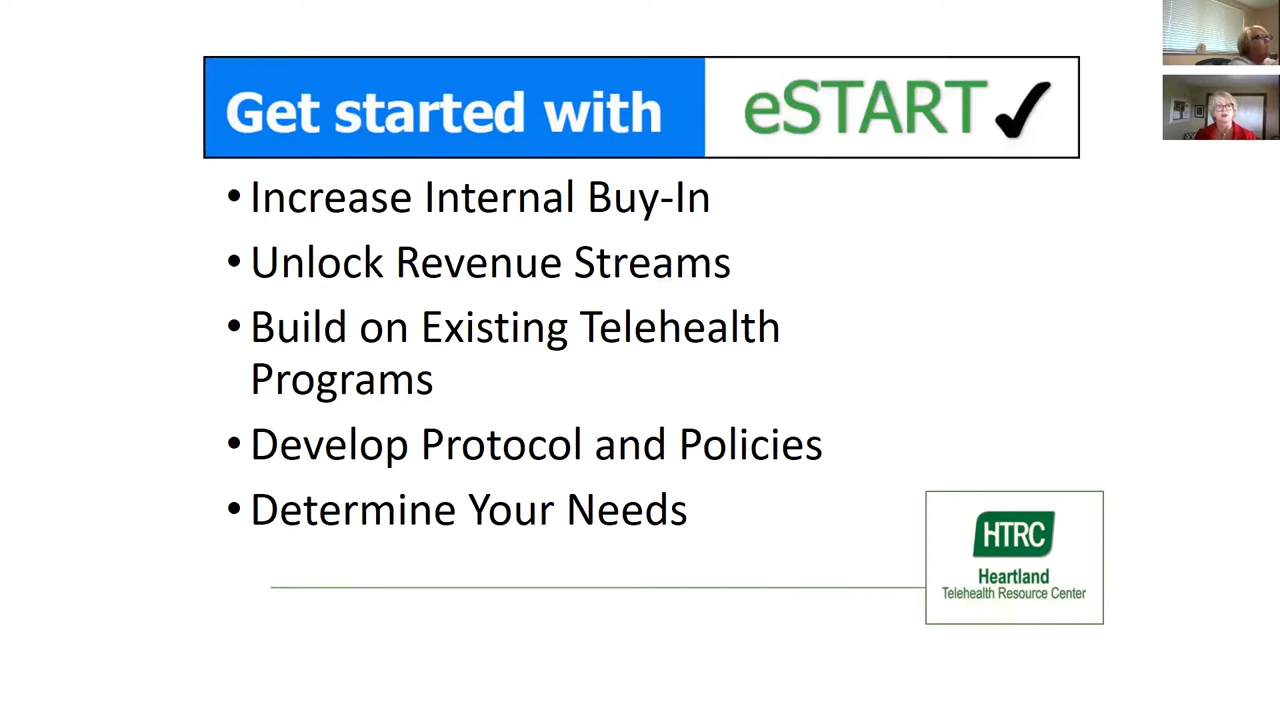 Get started with eSTART
• Increase Internal Buy-In
• Unlock Revenue Streams
• Build on Existing Telehealth
Programs
• Develop Protocol and Policies
• Determine Your Needs
HTRC
Heartland
Telehealth Resource Center